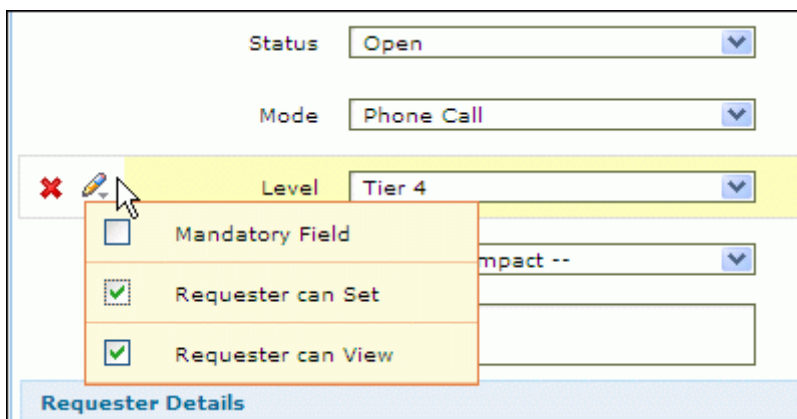 Status Open
Mode Phone Call
Level Tier 4
Mandatory Field
mpact --
Requester can Set
Requester can View
Requester Details